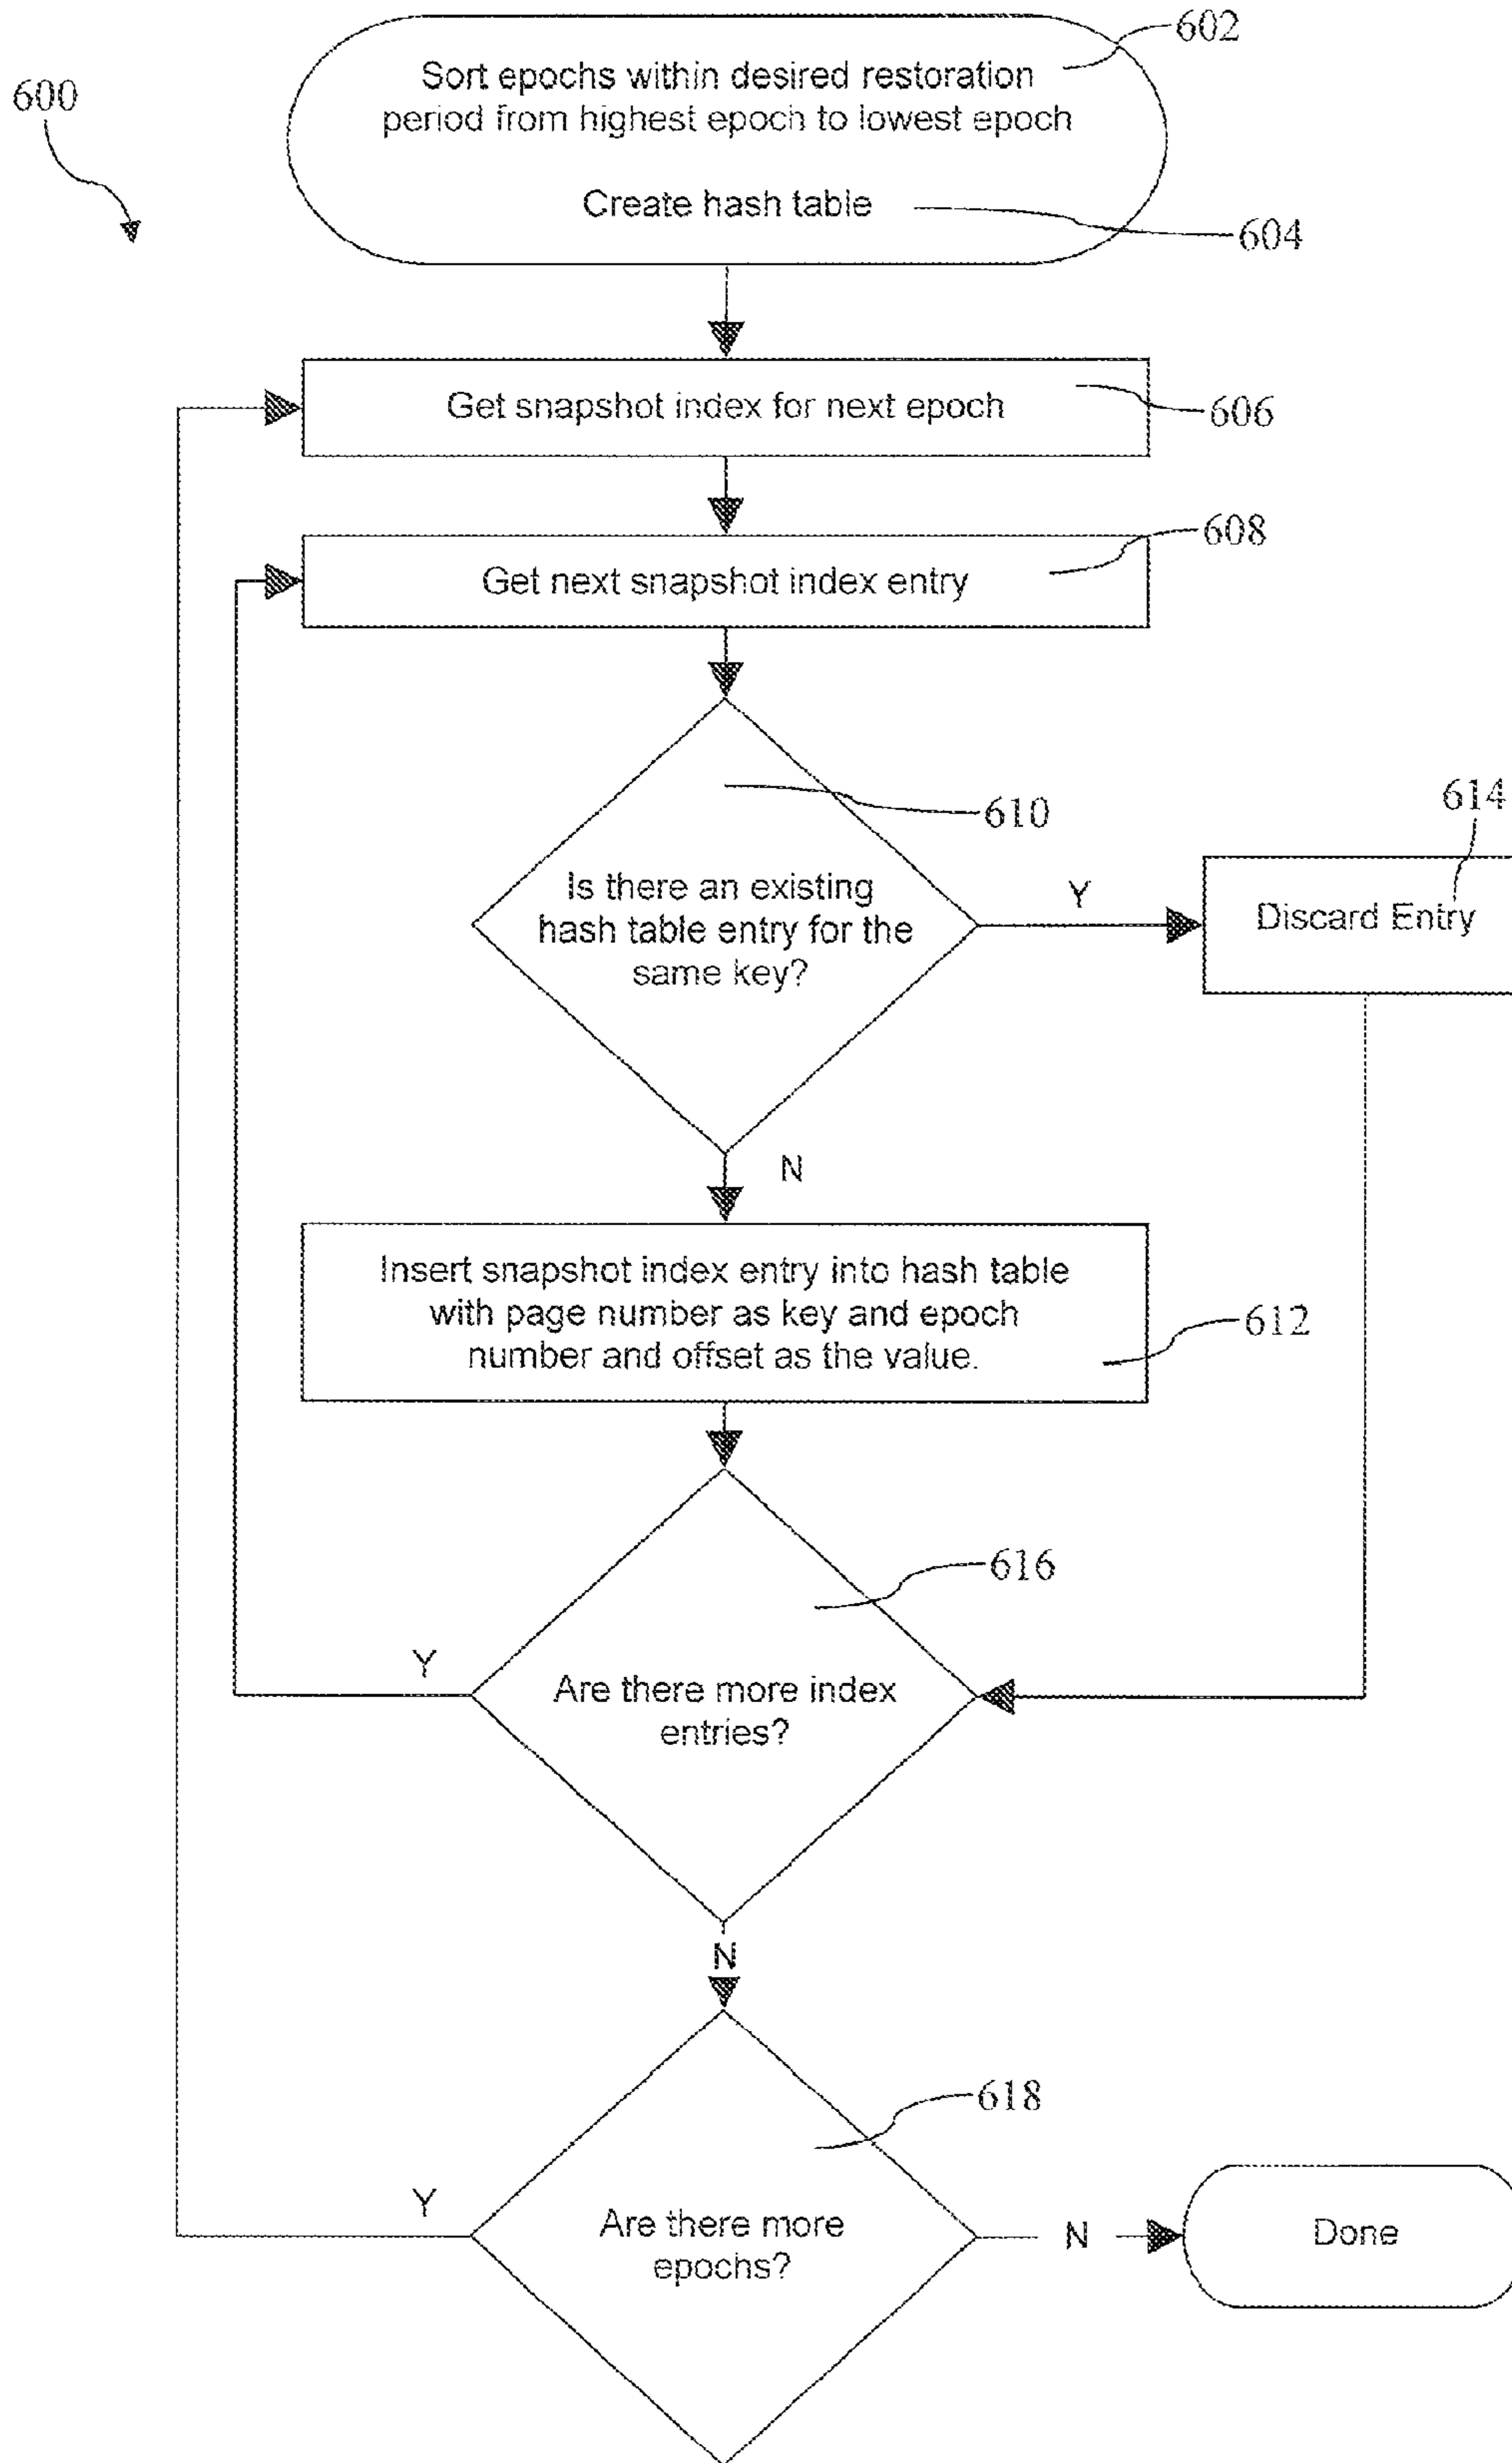 602
Sort epochs within desired restoration
period from highest epoch to lowest epoch
600
Create hash table
604
Get snapshot index for next epoch
606
608
Get next snapshot index entry
610
614
Is there an existing
hash table entry for the
same key?
Y
Discard Entry
N
Insert snapshot index entry into hash table
with page number as key and epoch
number and offset as the value.
612
616
Y
Are there more index
entries?
N
618
Y
Are there more
epochs?
N
Done